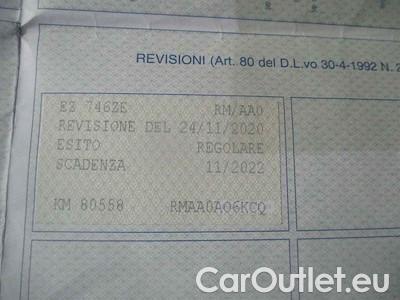 REVISIONI (Art. 80 del D.L.vo 30-4-1992 N. 2
EZ 746ZE RM/AA0
REVISIONE DEL 24/11/2020
ESITO REGOLARE
SCADENZA 11/2022
KM 80558 RMAA0AO6KCQ
CarOutlet.eu